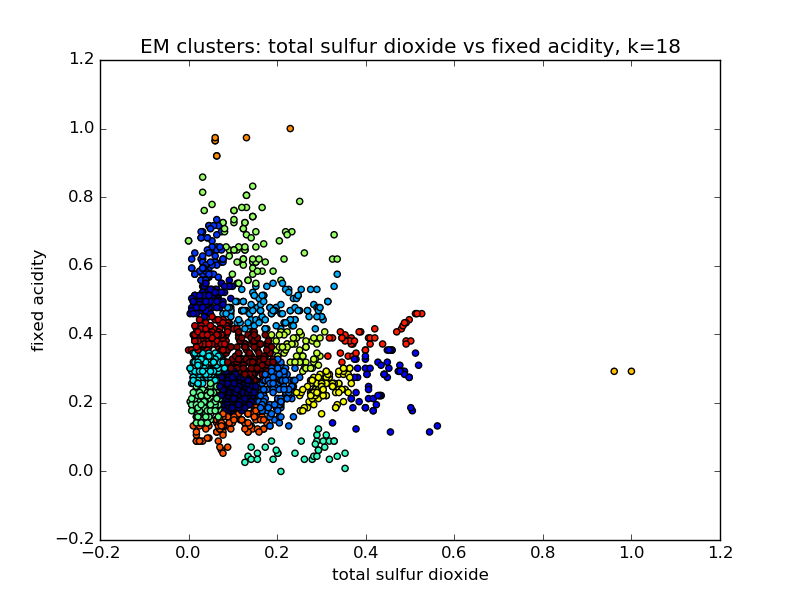 EM clusters: total sulfur dioxide vs fixed acidity, k=18
1.2
1.0
0.8
0.6
0.4
0.2
0.0
−0.2
fixed acidity
−0.2 0.0 0.2 0.4 0.6 0.8 1.0 1.2
total sulfur dioxide